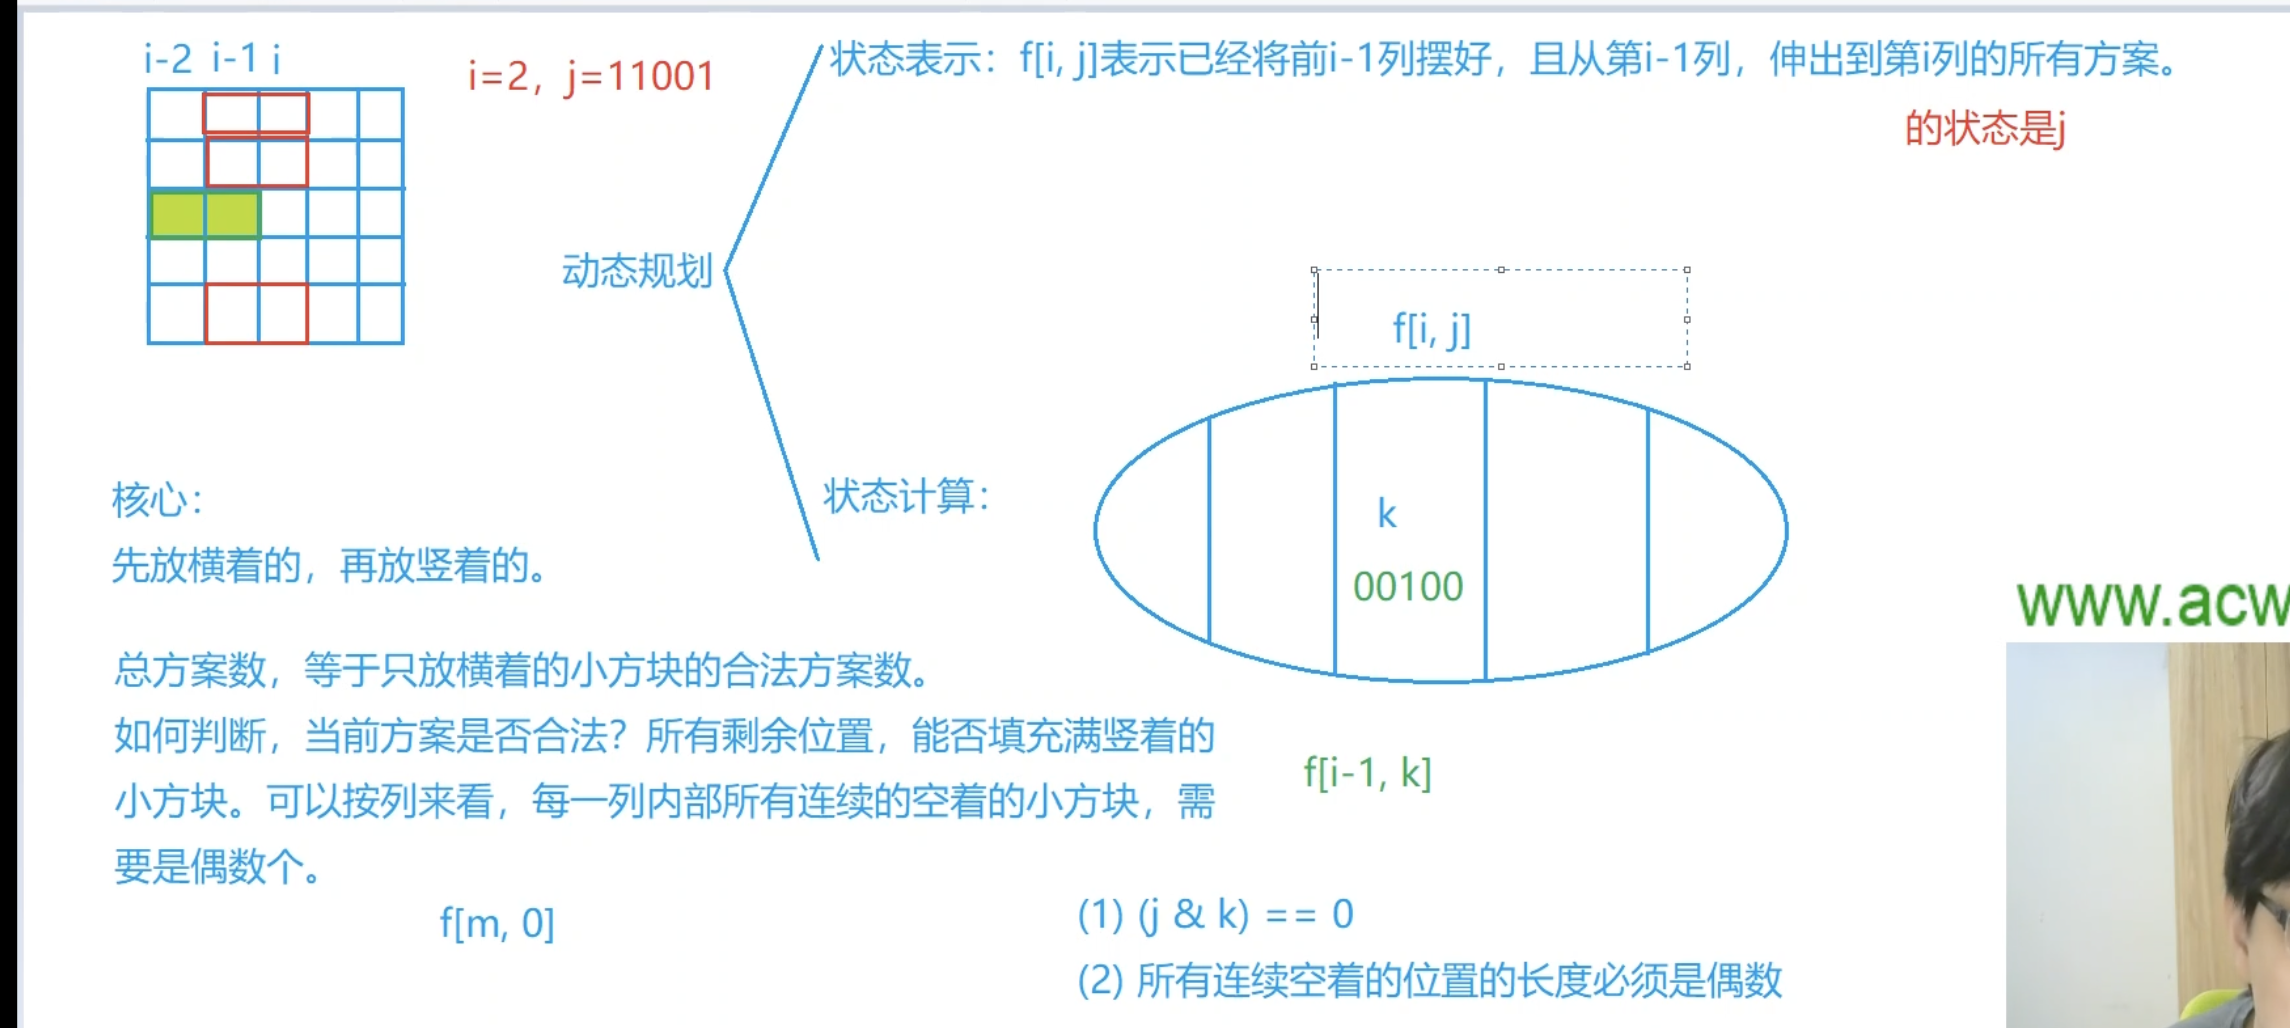 i-2 i-1 i
i=2，j=11001
状态表示：f[i, j]表示已经将前i-1列摆好，且从第i-1列，伸出到第i列的所有方案。
的状态是j
动态规划
f[i, j]
状态计算：
k
00100
核心：
先放横着的，再放竖着的。
总方案数，等于只放横着的小方块的合法方案数。
如何判断，当前方案是否合法？所有剩余位置，能否填充满竖着的
小方块。可以按列来看，每一列内部所有连续的空着的小方块，需
要是偶数个。
f[m, 0]
f[i-1, k]
(1) (j & k) == 0
(2) 所有连续空着的位置的长度必须是偶数
www.acw